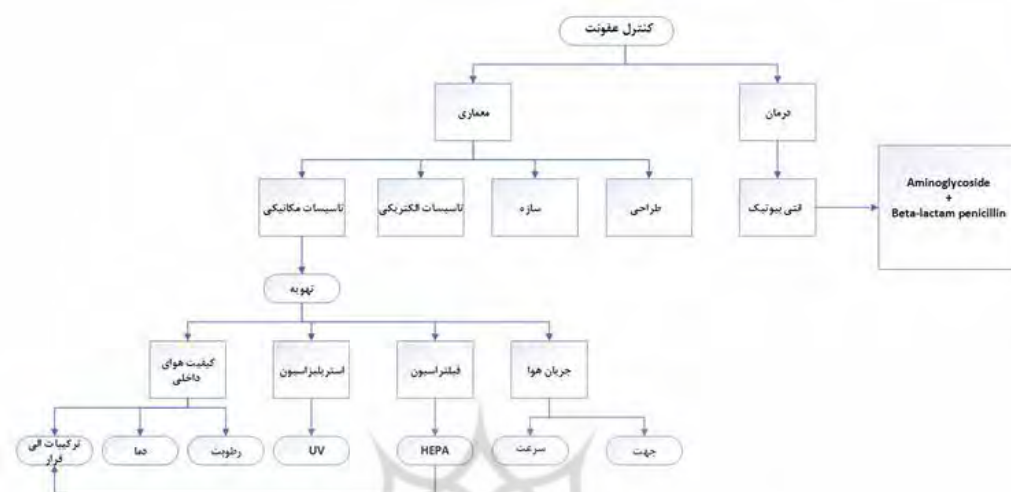 کنترل عفونت
معماری
درمان
تاسیسات مکانیکی
تاسیسات الکتریکی
سازه
طراحی
انتی بیوتیک
Aminoglycoside
+
Beta-lactam penicillin
تهویه
کیفیت هوای
داخلی
استریلیزاسیون
فیلتراسیون
جریان هوا
ترکیبات الی
فرار
دما
رطوبت
UV
HEPA
سرعت
جهت